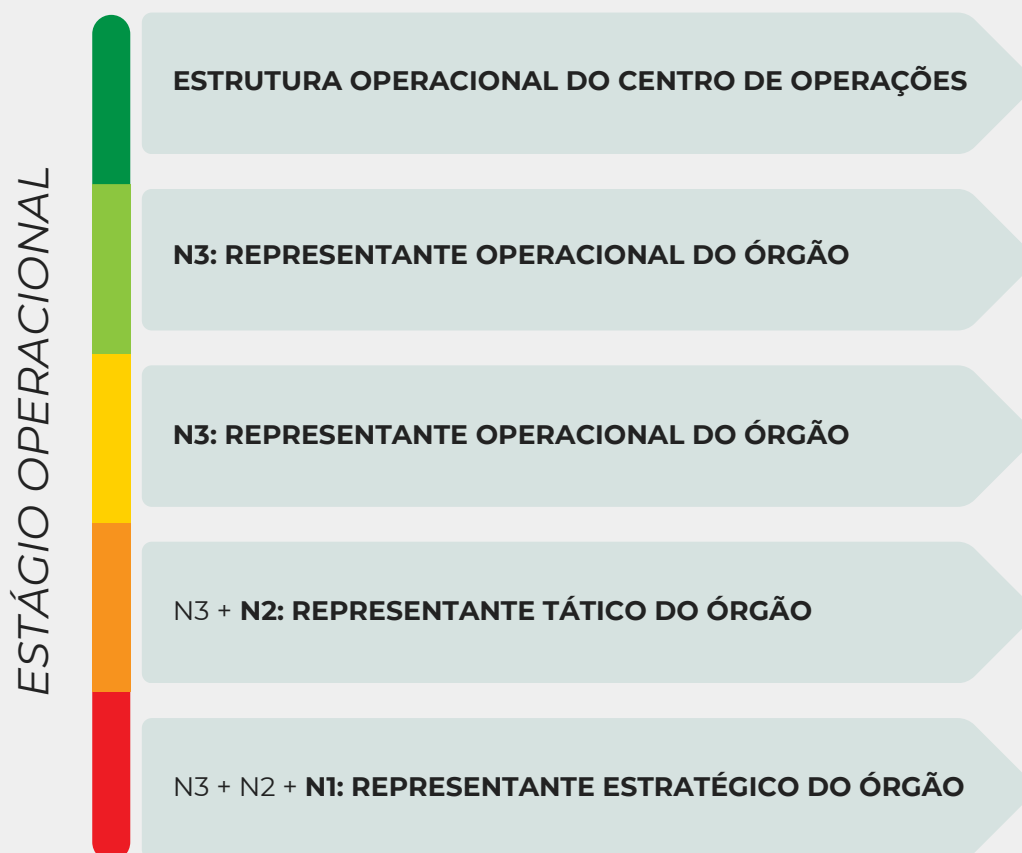 ESTÁGIO OPERACIONAL
ESTRUTURA OPERACIONAL DO CENTRO DE OPERAÇÕES
N3: REPRESENTANTE OPERACIONAL DO ÓRGÃO
N3: REPRESENTANTE OPERACIONAL DO ÓRGÃO
N3 + N2: REPRESENTANTE TÁTICO DO ÓRGÃO
N3 + N2 + N1: REPRESENTANTE ESTRATÉGICO DO ÓRGÃO